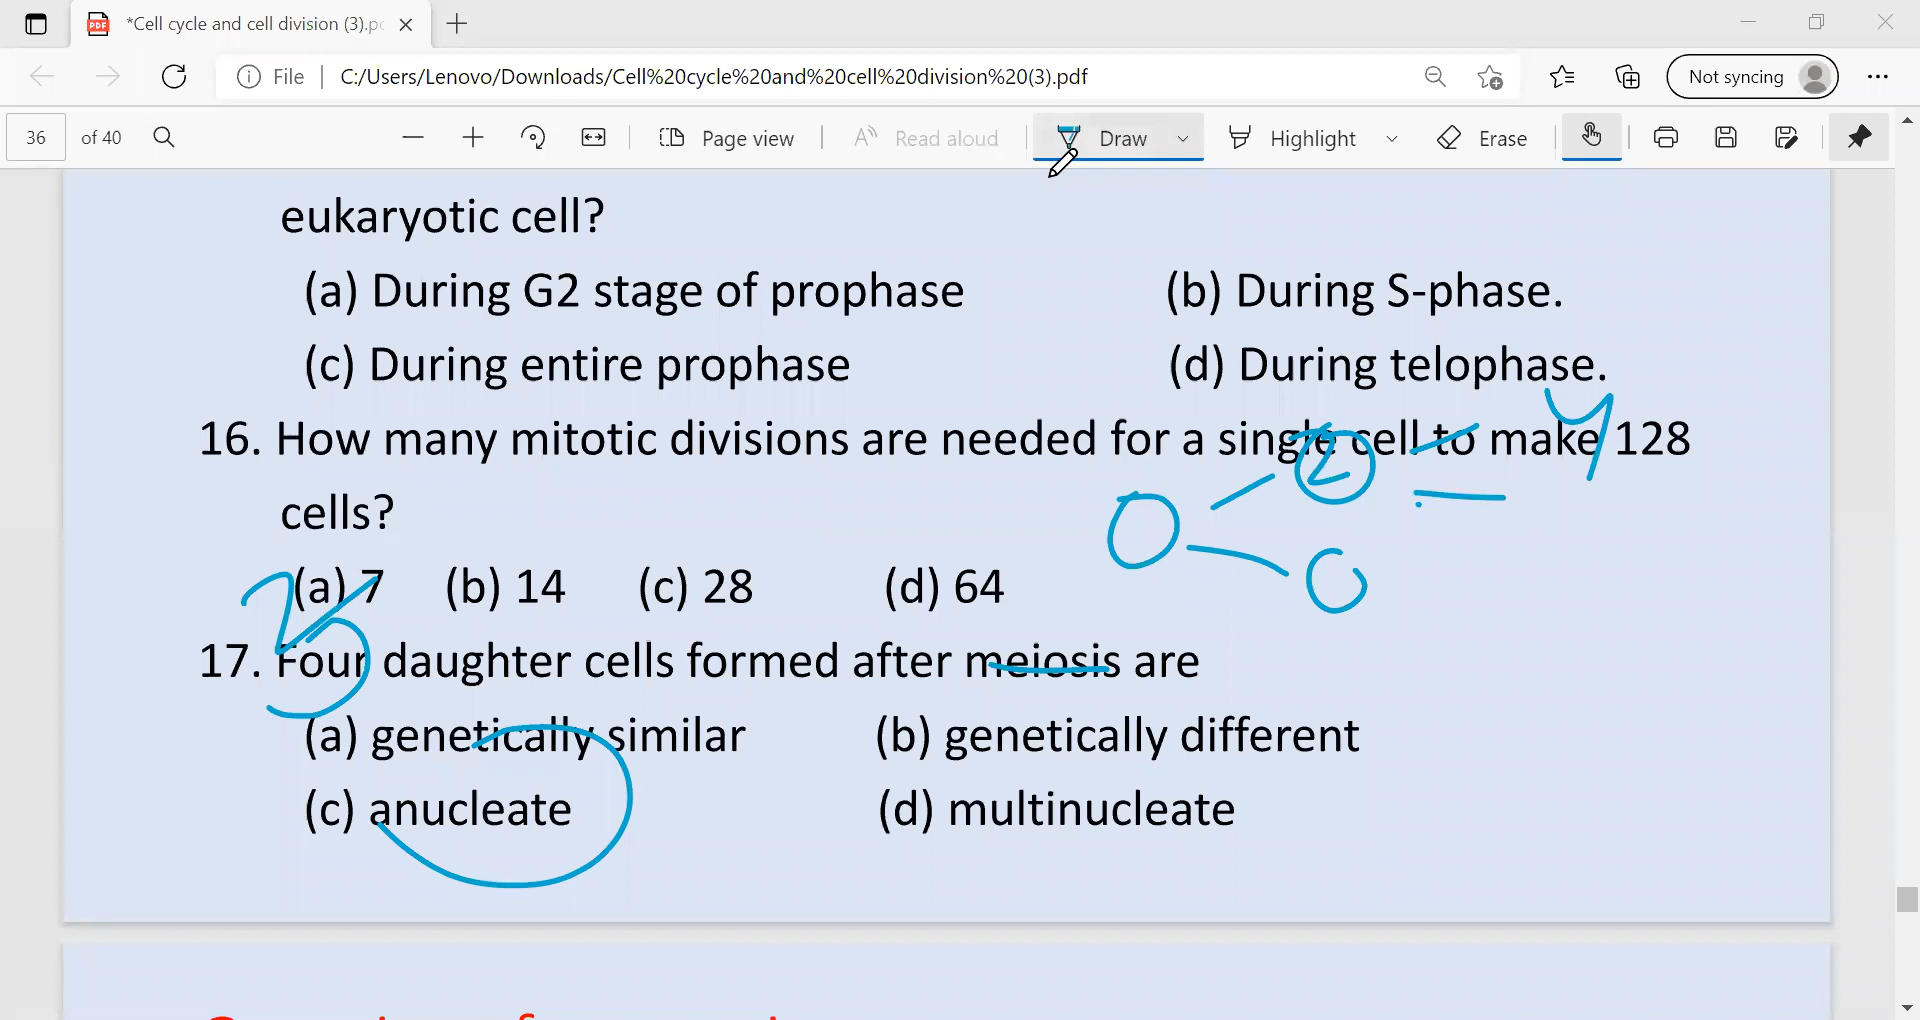 *Cell cycle and cell division (3).p
File | C:/Users/Lenovo/Downloads/Cell%20cycle%20and%20cell%20division%20(3).pdf
Not syncing
36 of 40
Page view
Read aloud
Draw
Highlight
Erase
eukaryotic cell?
(a) During G2 stage of prophase (b) During S-phase.
(c) During entire prophase (d) During telophase.
16. How many mitotic divisions are needed for a single cell to make 128
cells?
(a) 7 (b) 14 (c) 28 (d) 64
2
17. Four daughter cells formed after meiosis are
(a) genetically similar (b) genetically different
(c) anucleate (d) multinucleate